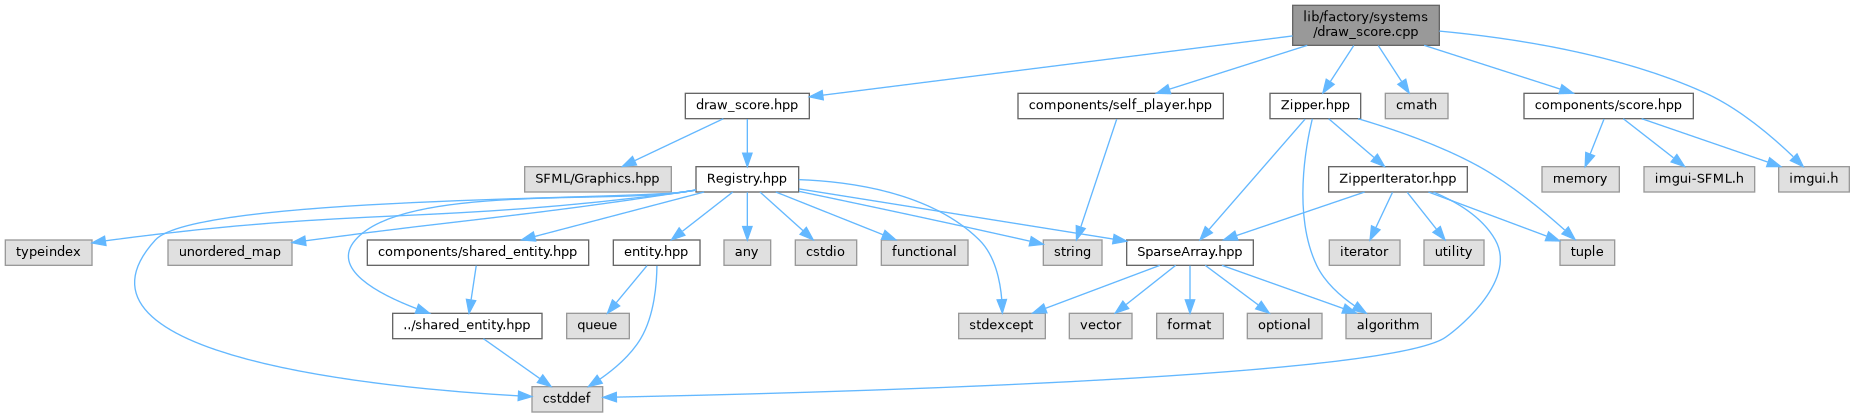 lib/factory/systems
/draw_score.cpp
draw_score.hpp
components/self_player.hpp
Zipper.hpp
cmath
components/score.hpp
SFML/Graphics.hpp
Registry.hpp
ZipperIterator.hpp
memory
imgui-SFML.h
imgui.h
typeindex
unordered_map
components/shared_entity.hpp
entity.hpp
any
cstdio
functional
string
SparseArray.hpp
iterator
utility
tuple
../shared_entity.hpp
queue
stdexcept
vector
format
optional
algorithm
cstddef